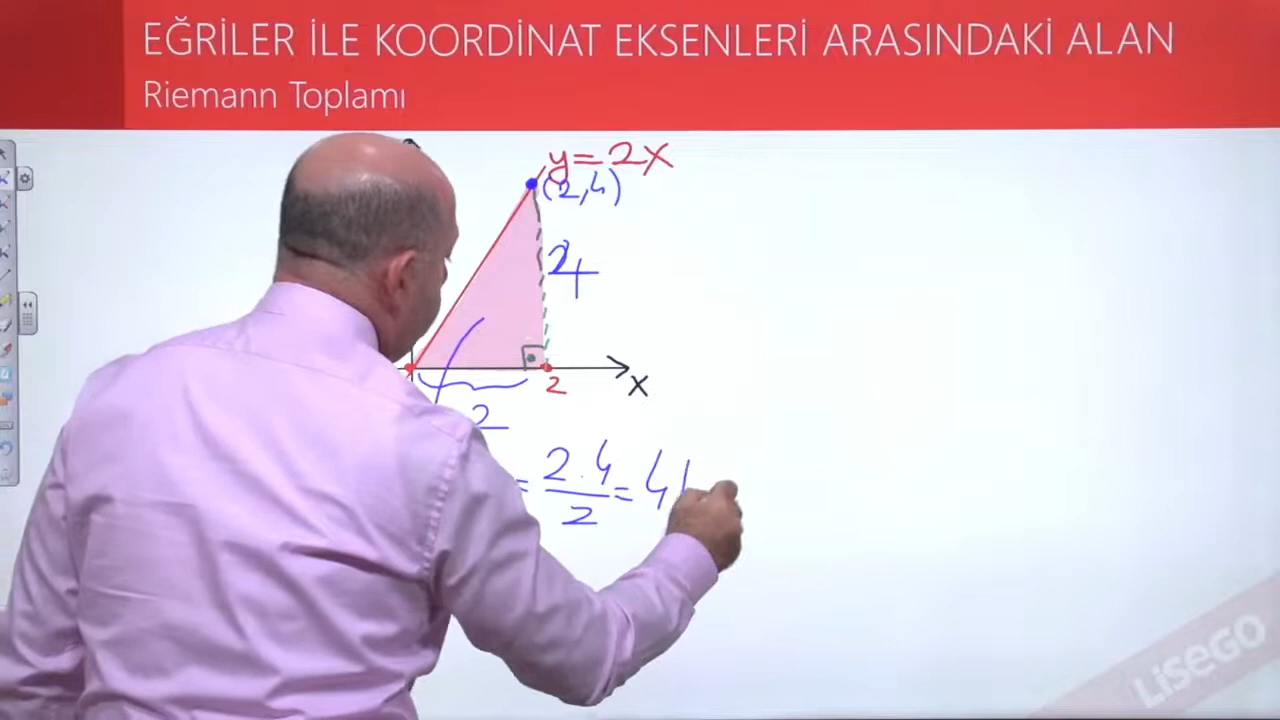 EĞRİLER İLE KOORDİNAT EKSENLERİ ARASINDAKİ ALAN
Riemann Toplamı
y=2x
(2,4)
4
2
x
2
= 2.4/2 = 4
LiseGO